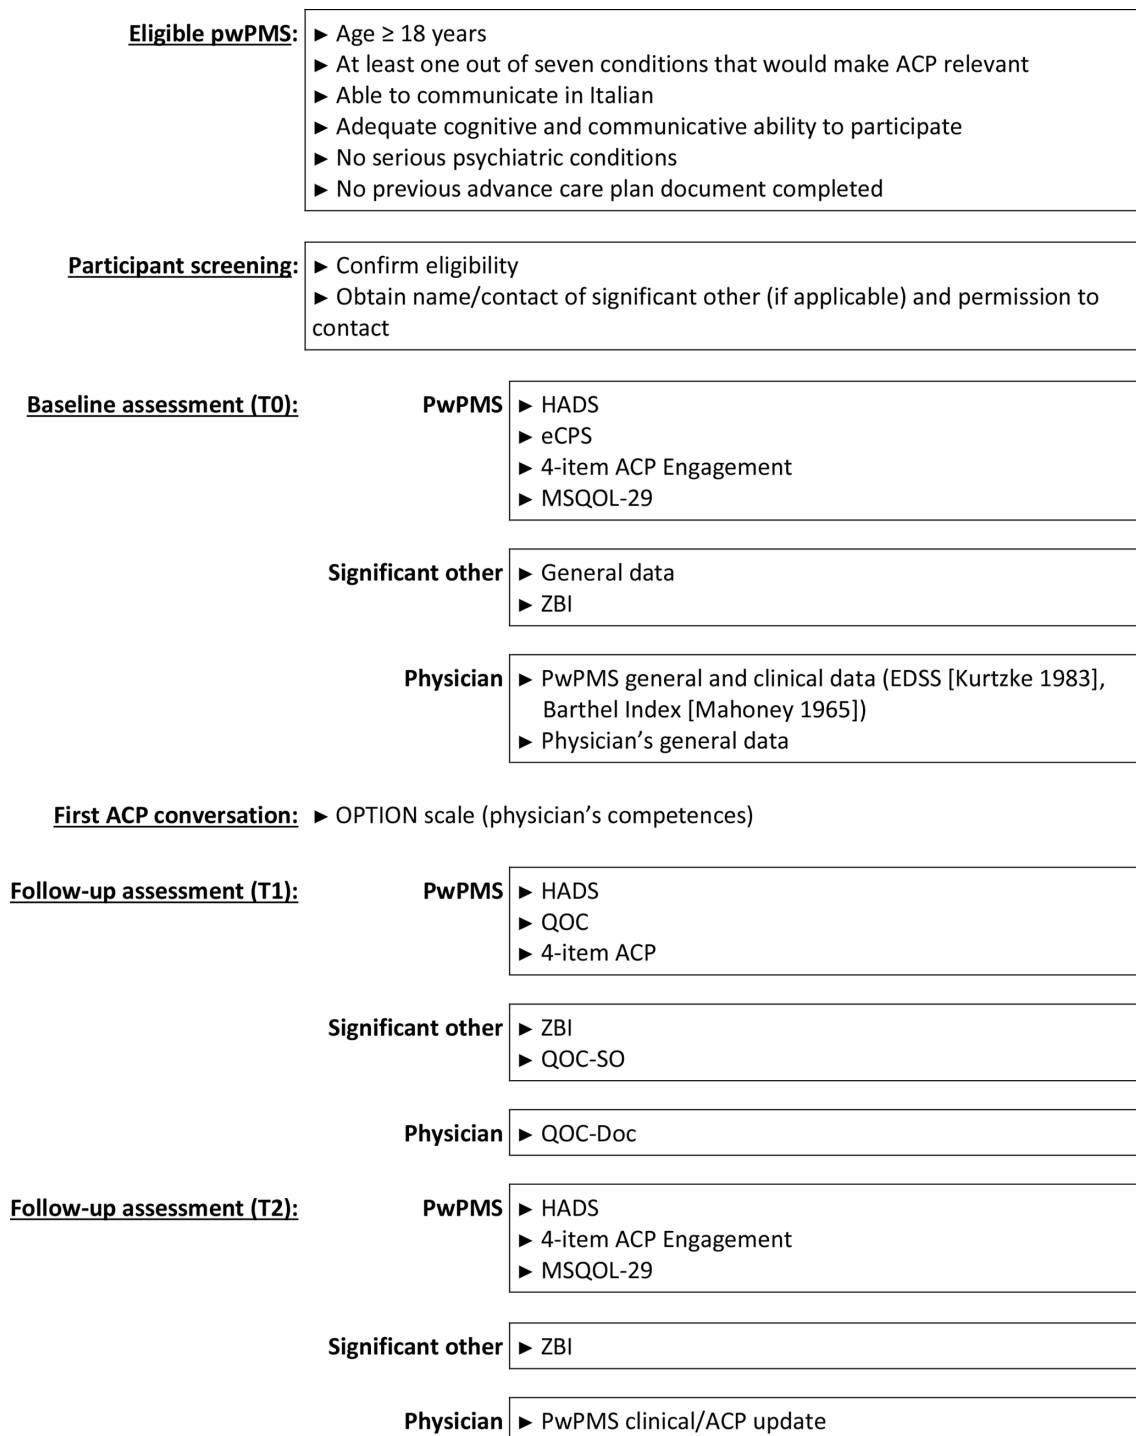 Eligible pwPMS: ► Age ≥ 18 years
► At least one out of seven conditions that would make ACP relevant
► Able to communicate in Italian
► Adequate cognitive and communicative ability to participate
► No serious psychiatric conditions
► No previous advance care plan document completed
Participant screening: ► Confirm eligibility
► Obtain name/contact of significant other (if applicable) and permission to
contact
Baseline assessment (T0): PwPMS ► HADS
► eCPS
► 4-item ACP Engagement
► MSQOL-29
Significant other ► General data
► ZBI
Physician ► PwPMS general and clinical data (EDSS [Kurtzke 1983],
Barthel Index [Mahoney 1965])
► Physician’s general data
First ACP conversation: ► OPTION scale (physician’s competences)
Follow-up assessment (T1): PwPMS ► HADS
► QOC
► 4-item ACP
Significant other ► ZBI
► QOC-SO
Physician ► QOC-Doc
Follow-up assessment (T2): PwPMS ► HADS
► 4-item ACP Engagement
► MSQOL-29
Significant other ► ZBI
Physician ► PwPMS clinical/ACP update